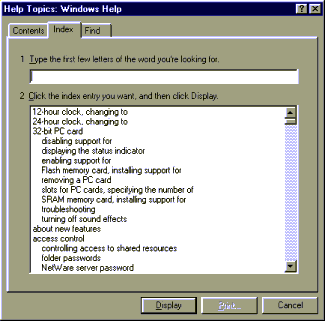 Help Topics: Windows Help
Contents Index Find
1 Type the first few letters of the word you're looking for.
2 Click the index entry you want, and then click Display.
12-hour clock, changing to
24-hour clock, changing to
32-bit PC card
disabling support for
displaying the status indicator
enabling support for
Flash memory card, installing support for
removing a PC card
slots for PC cards, specifying the number of
SRAM memory card, installing support for
troubleshooting
turning off sound effects
about new features
access control
controlling access to shared resources
folder passwords
NetWare server password
Display Print... Cancel